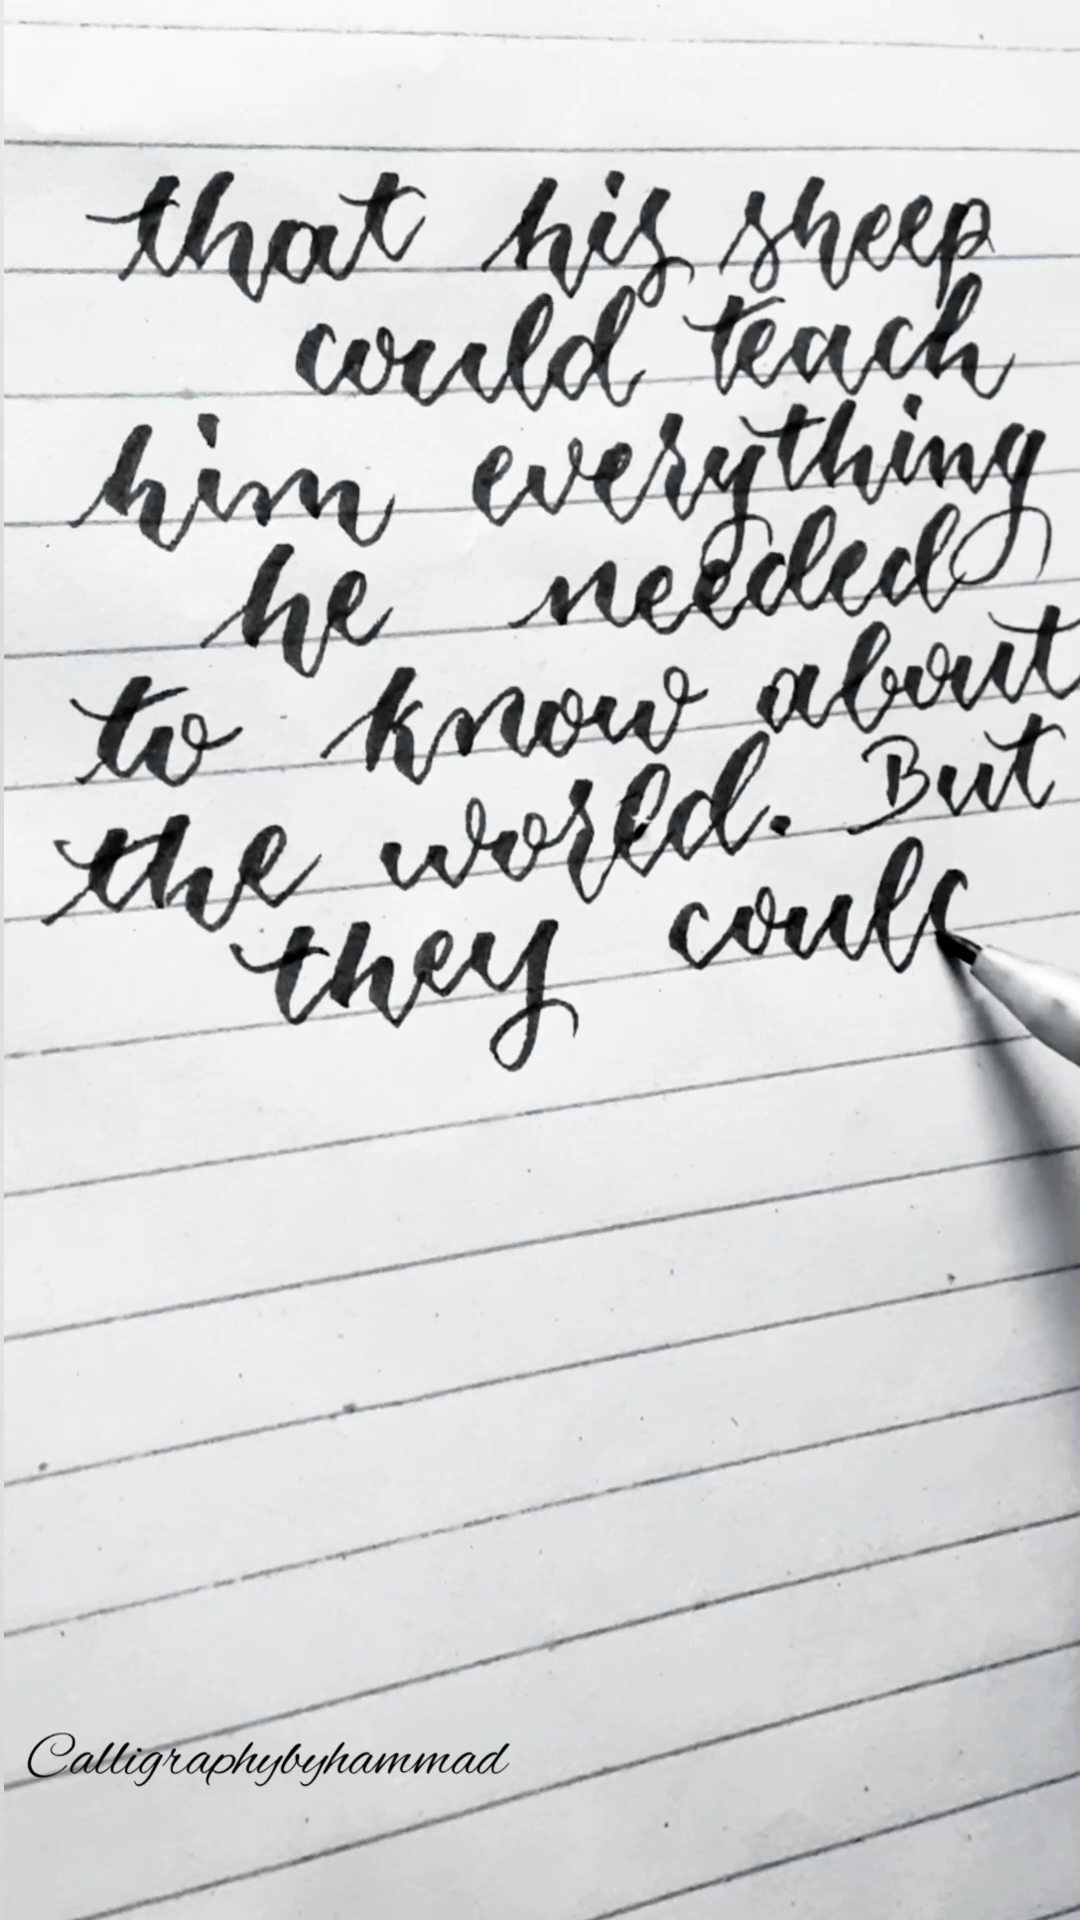 that his sheep
could teach
him everything
he needed
to know about
the world. But
they coul
Calligraphybyhammad